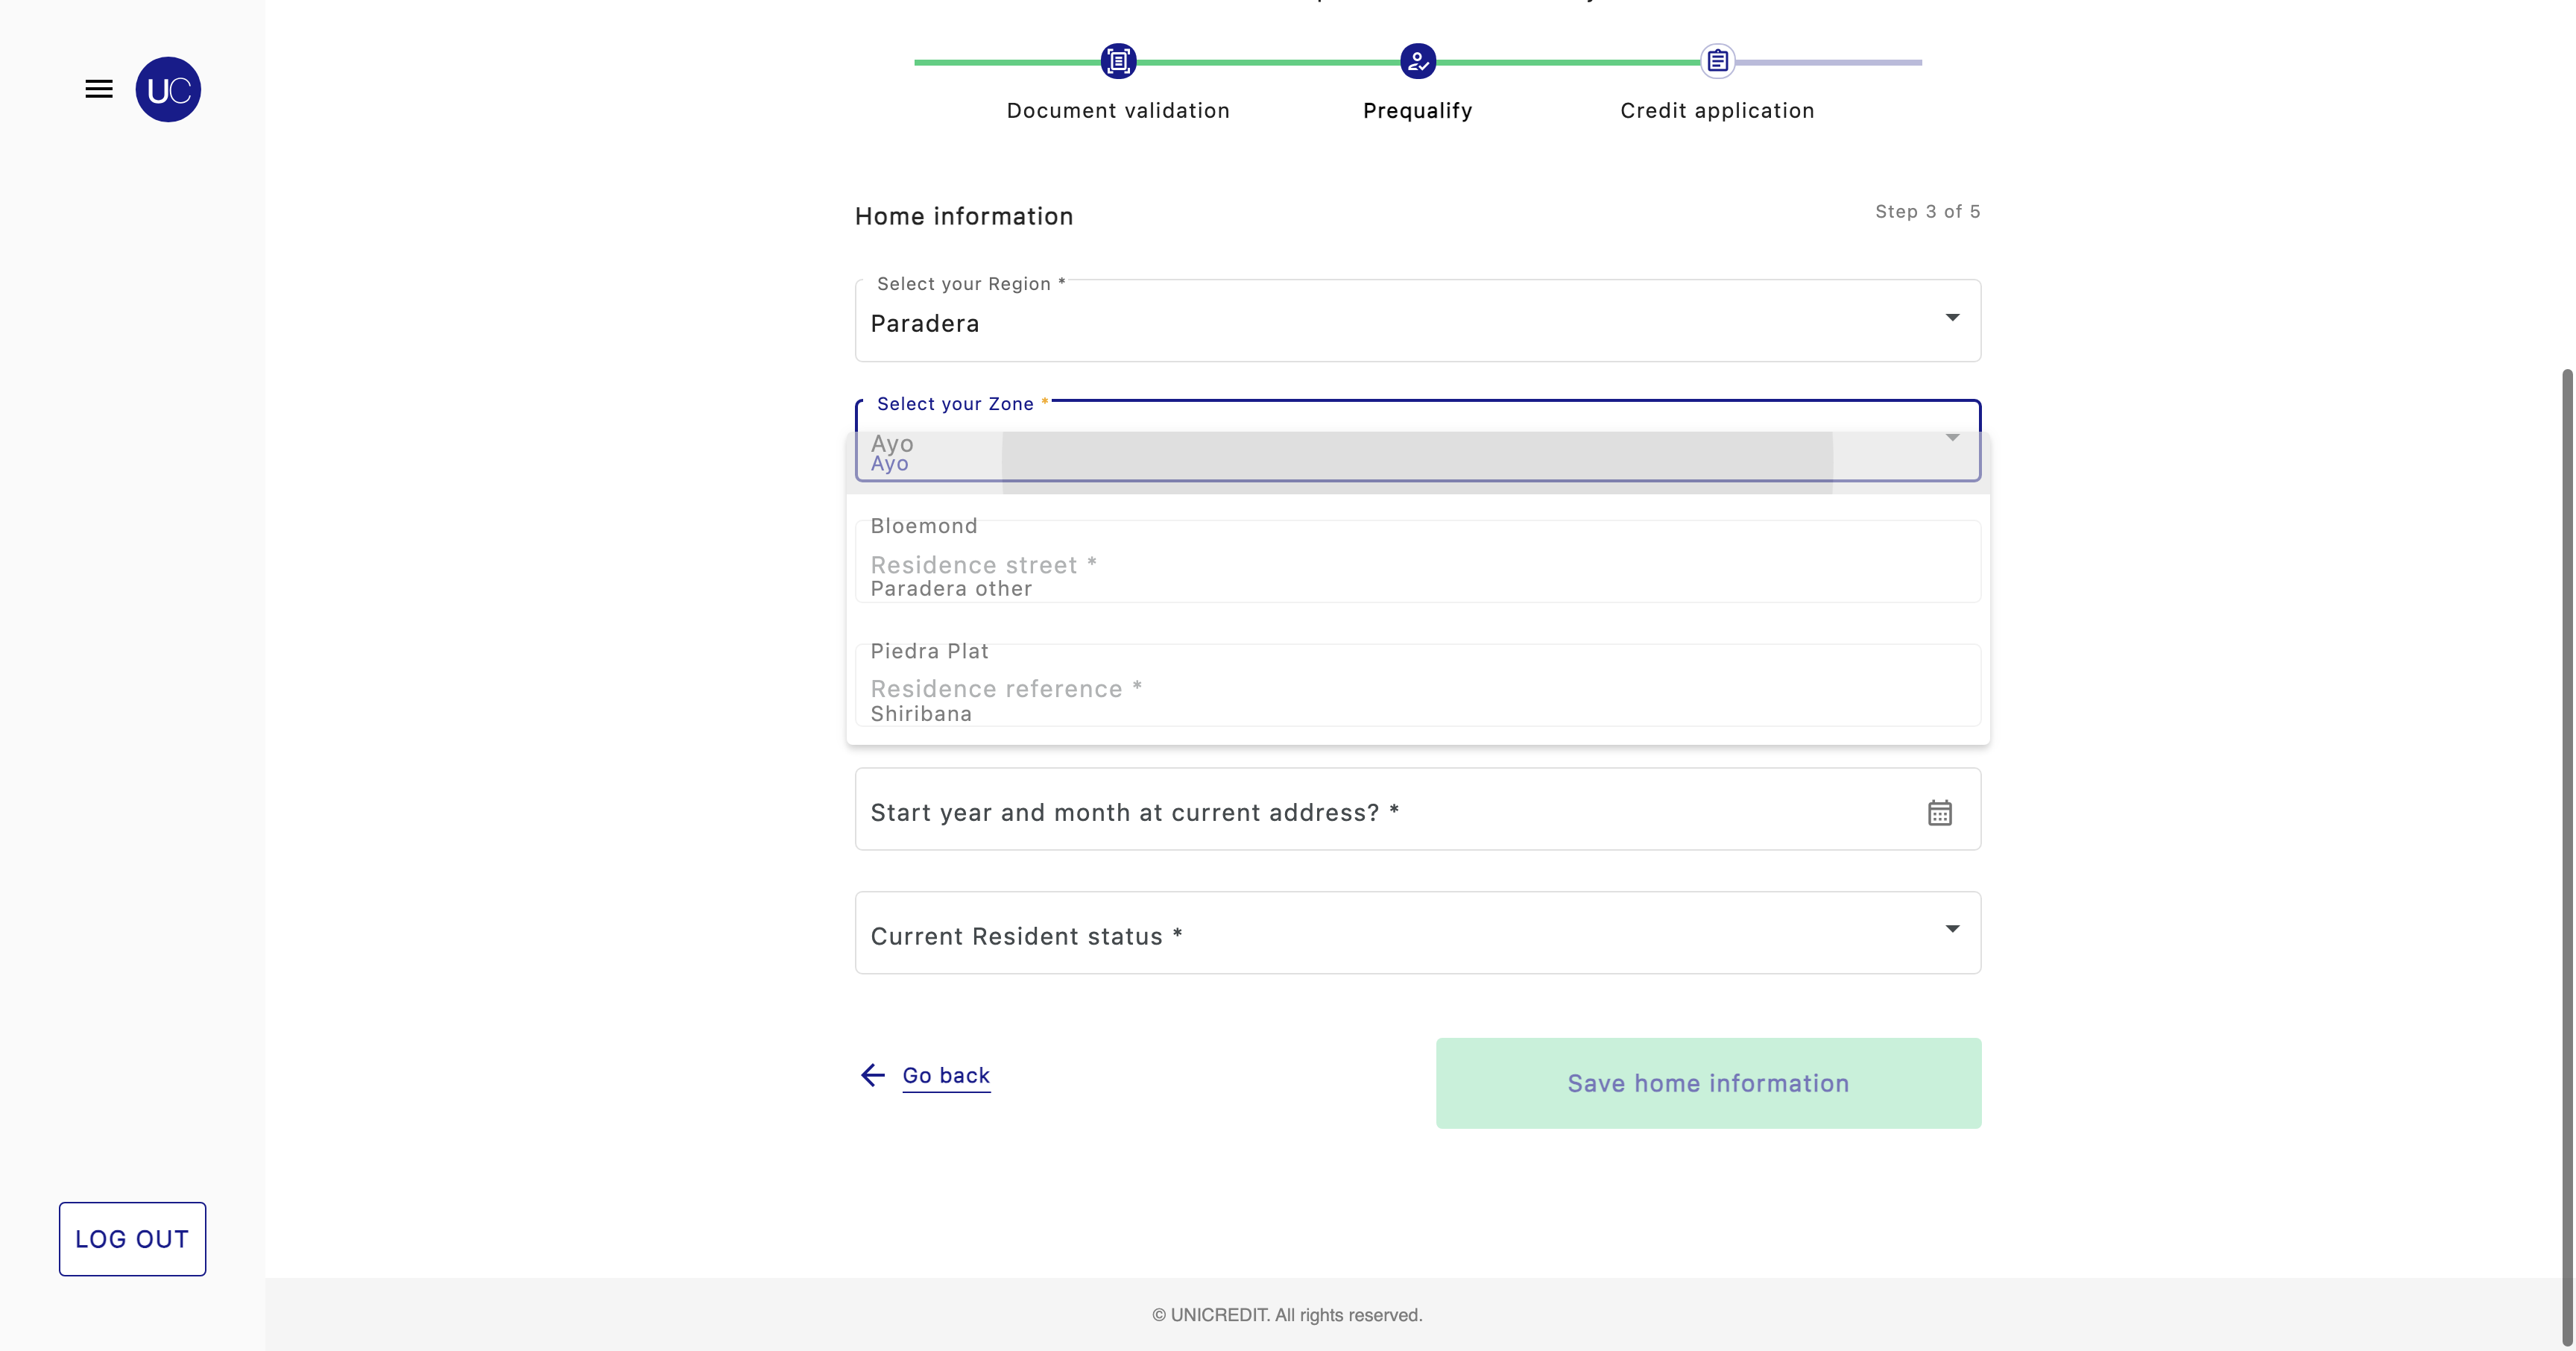 UC
Document validation
Prequalify
Credit application
Home information
Step 3 of 5
Select your Region *
Paradera
Select your Zone *
Ayo
Ayo
Bloemond
Residence street *
Paradera other
Piedra Plat
Residence reference *
Shiribana
Start year and month at current address? *
Current Resident status *
Go back
Save home information
LOG OUT
© UNICREDIT. All rights reserved.